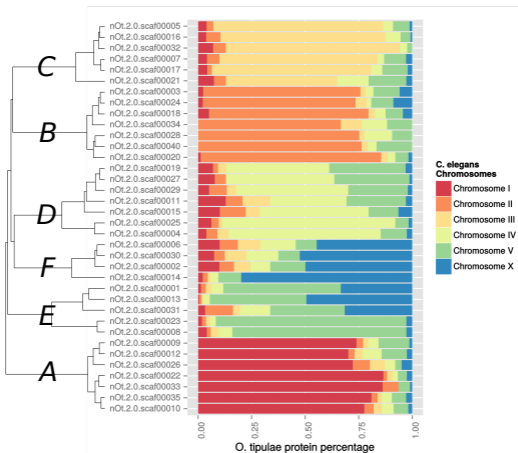 C
B
D
F
E
A
nOt.2.0.scaf00005
nOt.2.0.scaf00016
nOt.2.0.scaf00032
nOt.2.0.scaf00007
nOt.2.0.scaf00017
nOt.2.0.scaf00021
nOt.2.0.scaf00003
nOt.2.0.scaf00024
nOt.2.0.scaf00018
nOt.2.0.scaf00034
nOt.2.0.scaf00028
nOt.2.0.scaf00040
nOt.2.0.scaf00020
nOt.2.0.scaf00019
nOt.2.0.scaf00027
nOt.2.0.scaf00029
nOt.2.0.scaf00011
nOt.2.0.scaf00015
nOt.2.0.scaf00025
nOt.2.0.scaf00004
nOt.2.0.scaf00006
nOt.2.0.scaf00030
nOt.2.0.scaf00002
nOt.2.0.scaf00014
nOt.2.0.scaf00001
nOt.2.0.scaf00013
nOt.2.0.scaf00031
nOt.2.0.scaf00023
nOt.2.0.scaf00008
nOt.2.0.scaf00009
nOt.2.0.scaf00012
nOt.2.0.scaf00026
nOt.2.0.scaf00022
nOt.2.0.scaf00033
nOt.2.0.scaf00035
nOt.2.0.scaf00010
0.00
0.25
0.50
0.75
1.00
O. tipulae protein percentage
C. elegans
Chromosomes
Chromosome I
Chromosome II
Chromosome III
Chromosome IV
Chromosome V
Chromosome X